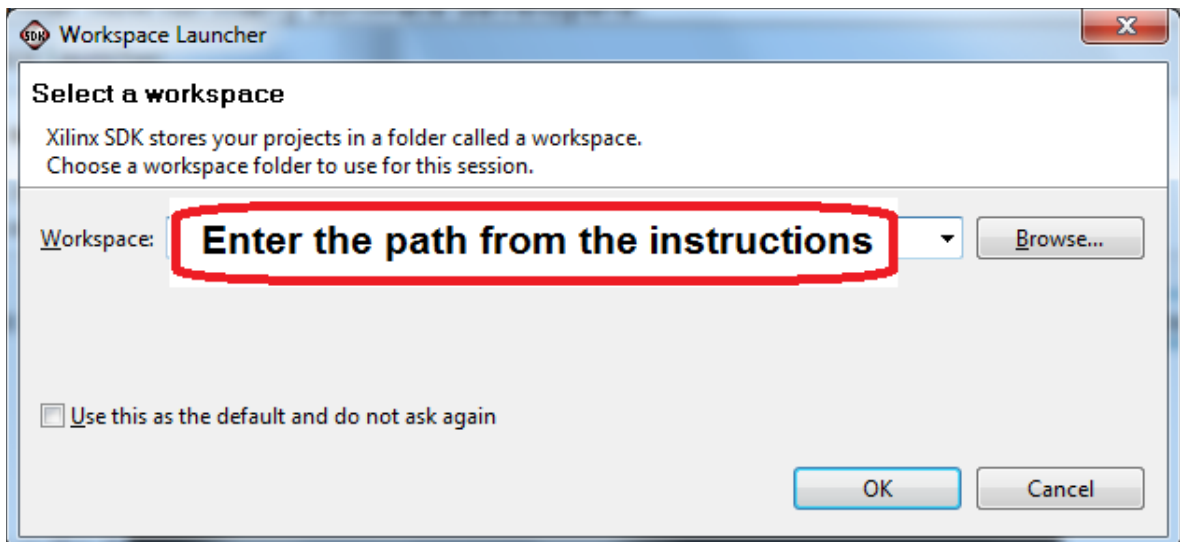 SDK Workspace Launcher X
Select a workspace
Xilinx SDK stores your projects in a folder called a workspace.
Choose a workspace folder to use for this session.
Workspace: Enter the path from the instructions Browse...
Use this as the default and do not ask again
OK Cancel